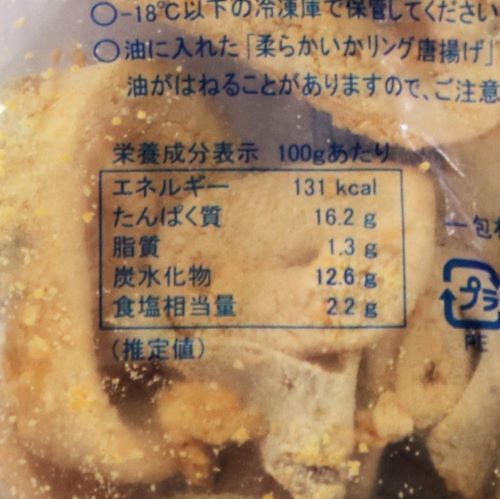 ○-18℃以下の冷凍庫で保管してください
○油に入れた「柔らかいかリング唐揚げ」
油がはねることがありますので、ご注意
栄養成分表示 100gあたり
エネルギー 131 kcal
たんぱく質 16.2 g
脂質 1.3 g
炭水化物 12.6 g
食塩相当量 2.2 g
(推定値)
一包材
プラ
PE